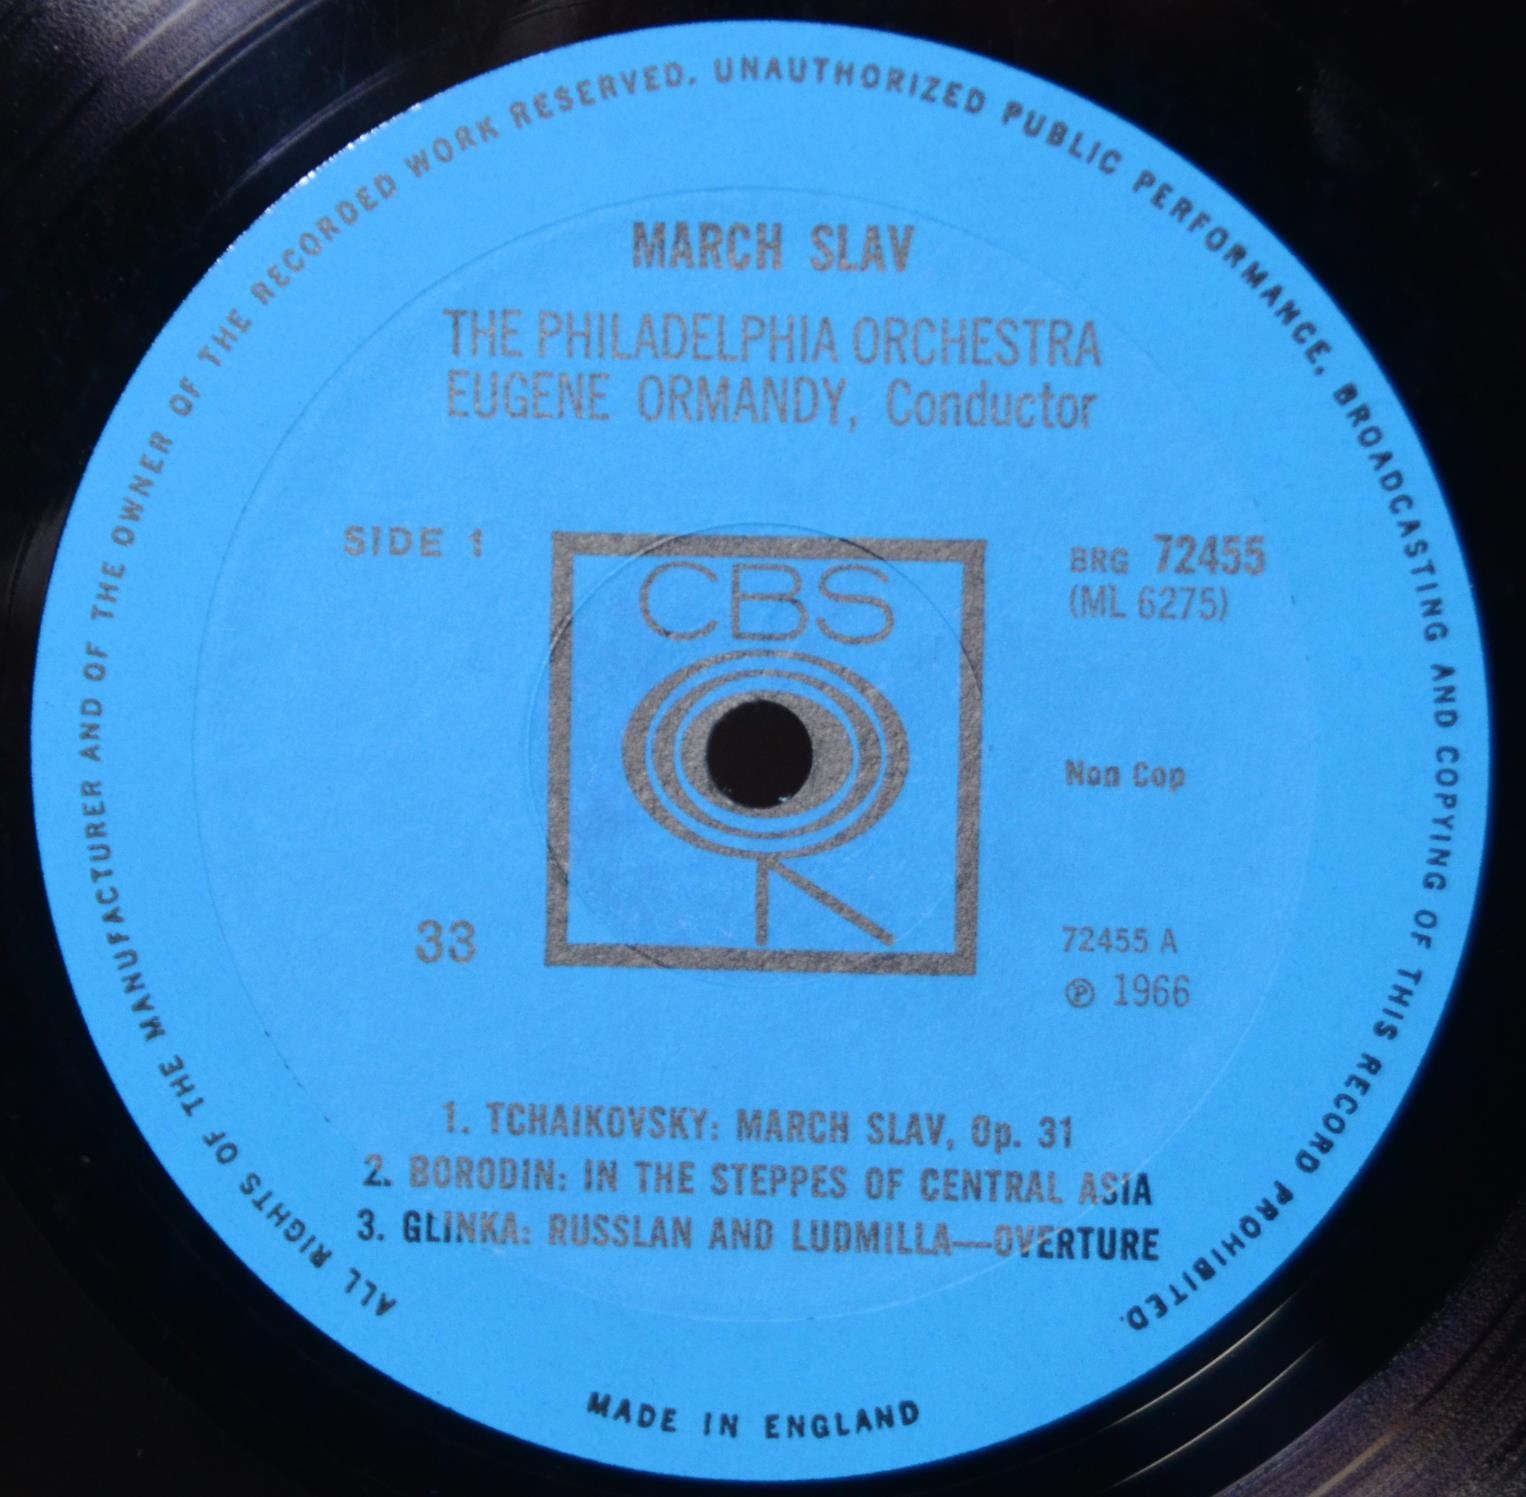 ALL RIGHTS OF THE MANUFACTURER AND OF THE OWNER OF THE RECORDED WORK RESERVED. UNAUTHORIZED PUBLIC PERFORMANCE, BROADCASTING AND COPYING OF THIS RECORD PROHIBITED.
MARCH SLAV
THE PHILADELPHIA ORCHESTRA
EUGENE ORMANDY, Conductor
SIDE 1
CBS
BRG 72455
(ML 6275)
Non Cop
33
72455 A
℗ 1966
1. TCHAIKOVSKY: MARCH SLAV, Op. 31
2. BORODIN: IN THE STEPPES OF CENTRAL ASIA
3. GLINKA: RUSSLAN AND LUDMILLA—OVERTURE
MADE IN ENGLAND